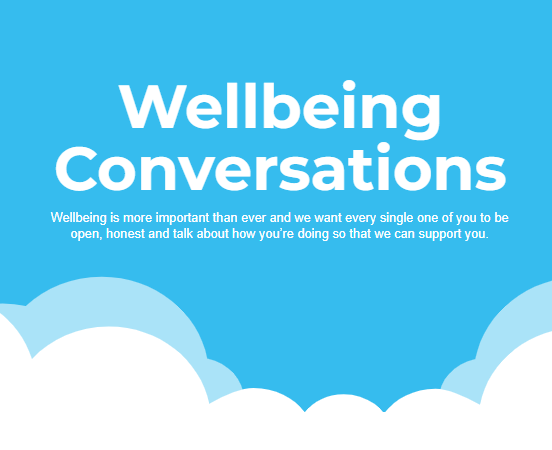 Wellbeing
Conversations
Wellbeing is more important than ever and we want every single one of you to be
open, honest and talk about how you're doing so that we can support you.